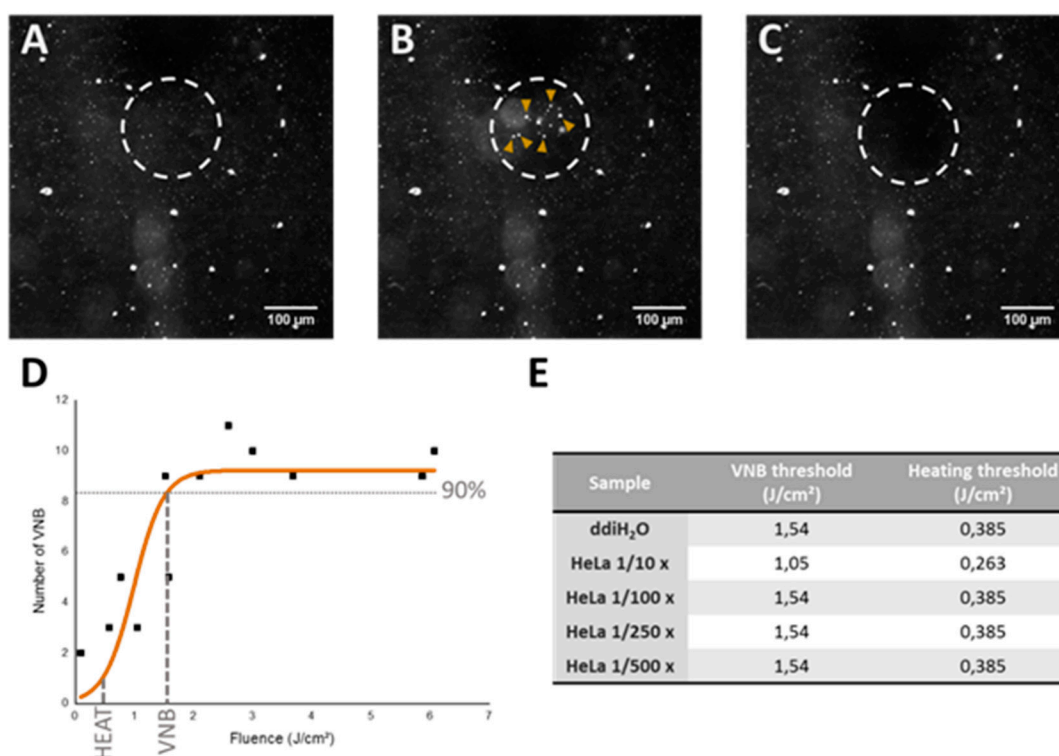 A
B
C
100 µm
100 µm
100 µm
D
E
12
10
8
6
4
2
0
Number of VNB
90%
0
1
2
3
4
5
6
7
HEAT
VNB
Fluence (J/cm²)
Sample
VNB threshold
(J/cm²)
Heating threshold
(J/cm²)
ddiH₂O
1,54
0,385
HeLa 1/10 x
1,05
0,263
HeLa 1/100 x
1,54
0,385
HeLa 1/250 x
1,54
0,385
HeLa 1/500 x
1,54
0,385